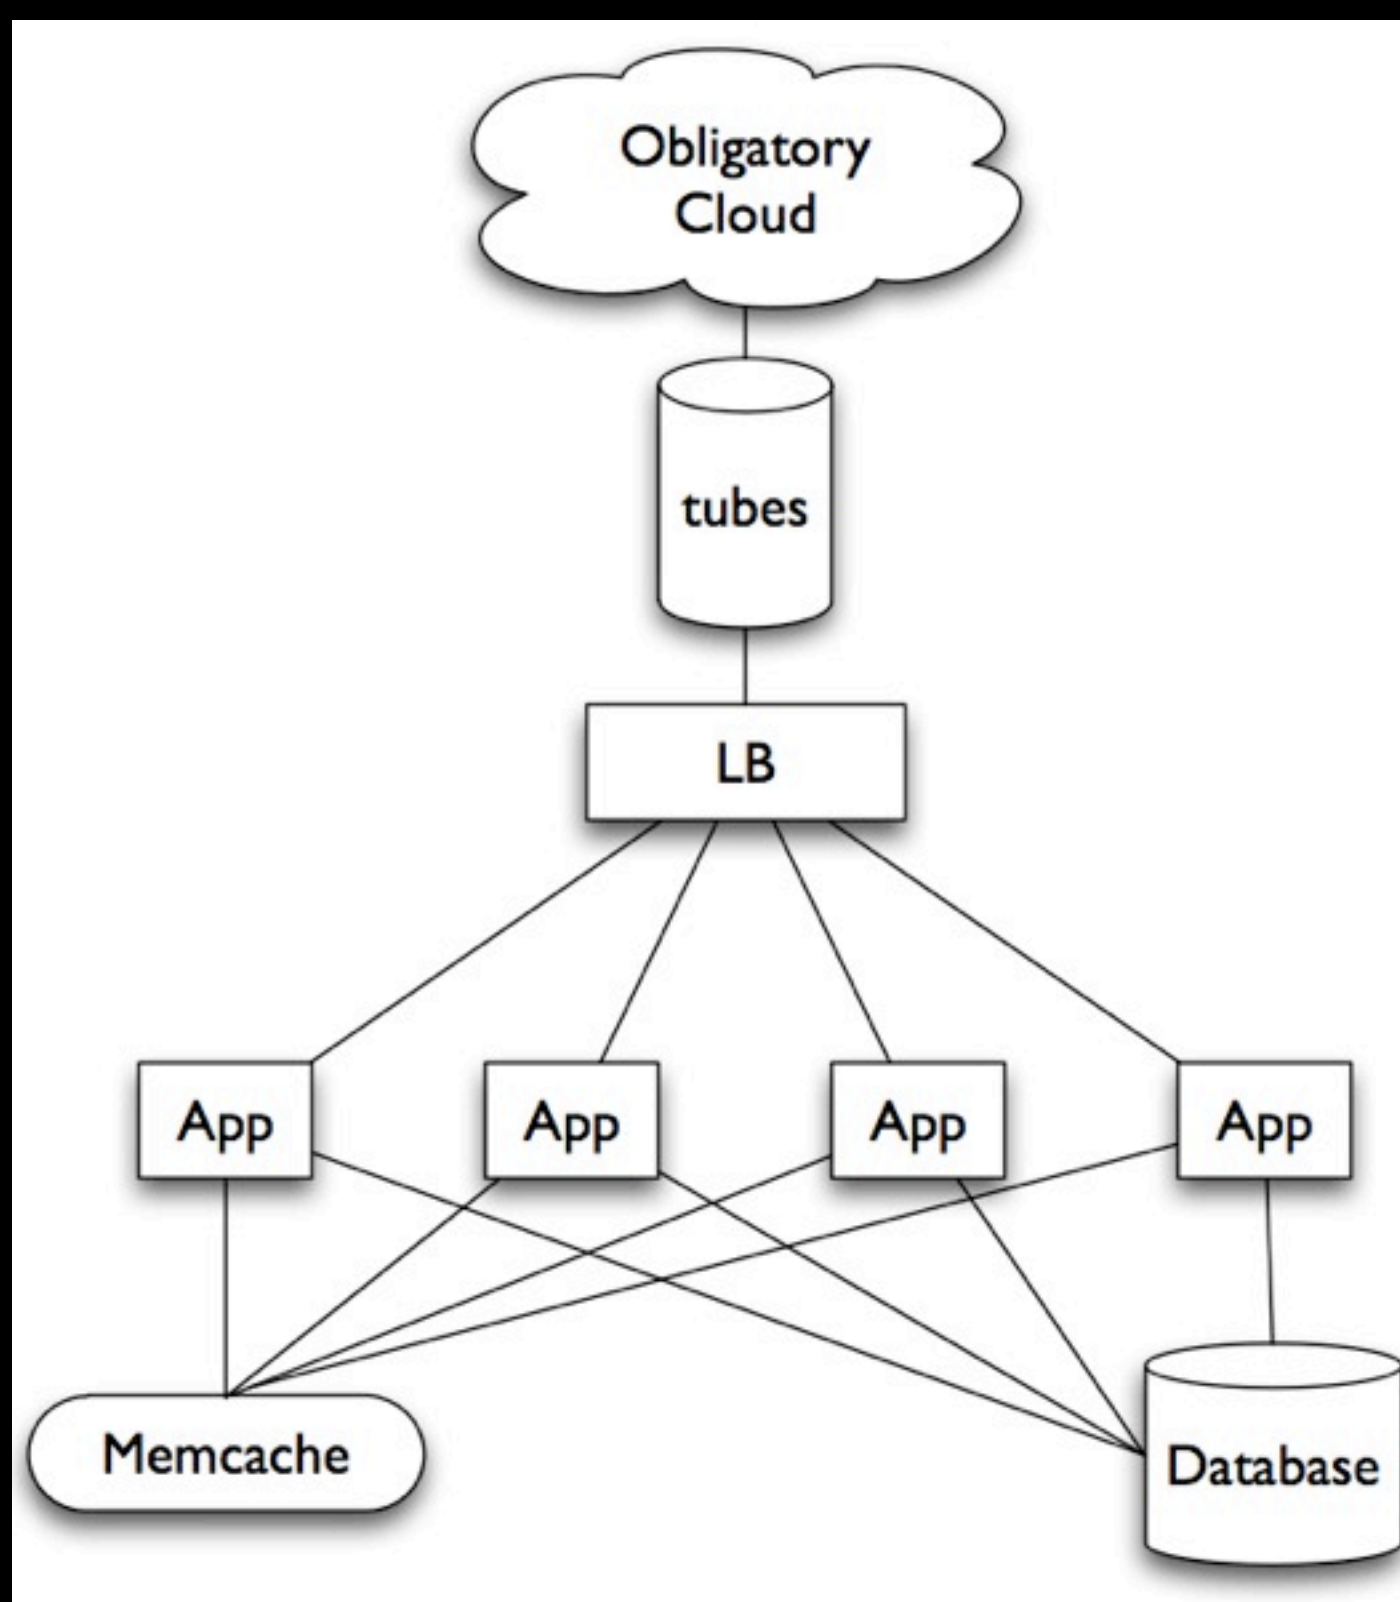 Obligatory
Cloud
tubes
LB
App
App
App
App
Memcache
Database